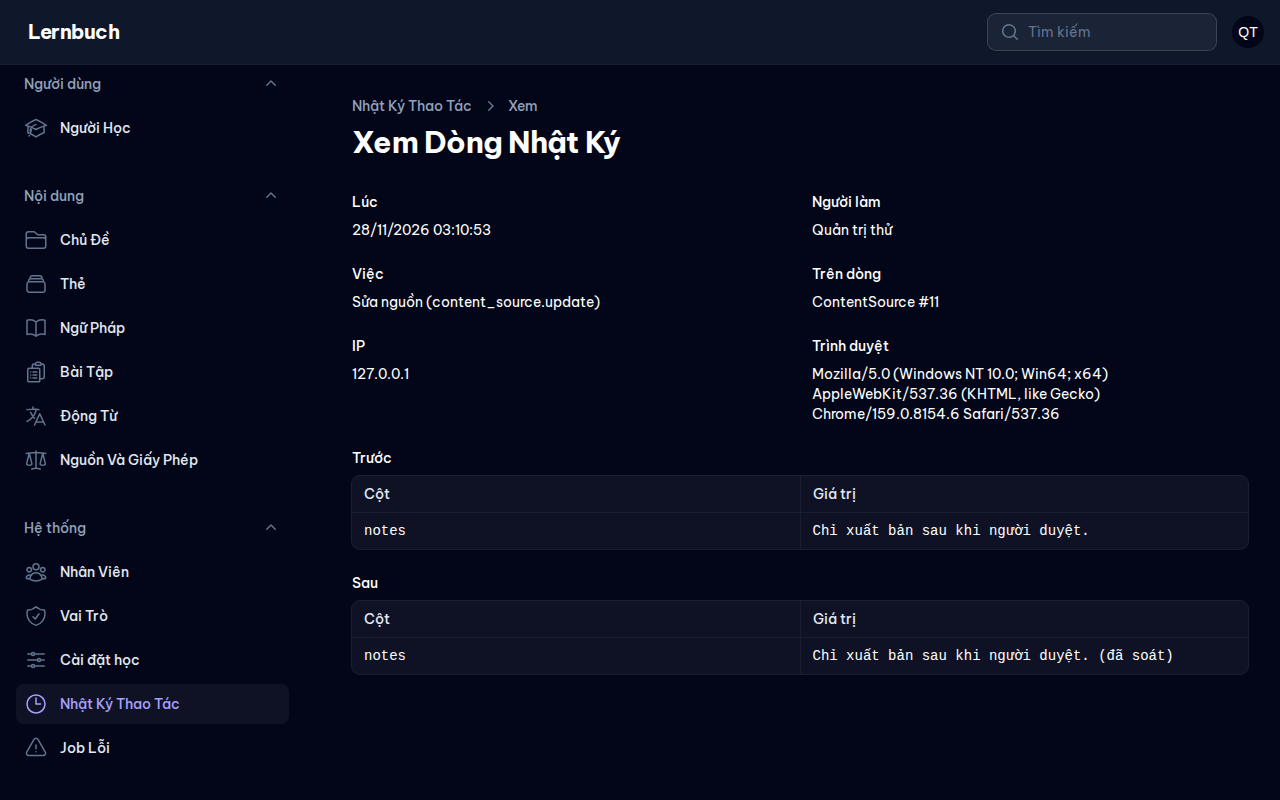 Lernbuch
Tìm kiếm
QT
Người dùng
Người Học
Nội dung
Chủ Đề
Thẻ
Ngữ Pháp
Bài Tập
Động Từ
Nguồn Và Giấy Phép
Hệ thống
Nhân Viên
Vai Trò
Cài đặt học
Nhật Ký Thao Tác
Job Lỗi
Nhật Ký Thao Tác > Xem
Xem Dòng Nhật Ký
Lúc
28/11/2026 03:10:53
Người làm
Quản trị thử
Việc
Sửa nguồn (content_source.update)
Trên dòng
ContentSource #11
IP
127.0.0.1
Trình duyệt
Mozilla/5.0 (Windows NT 10.0; Win64; x64)
AppleWebKit/537.36 (KHTML, like Gecko)
Chrome/159.0.8154.6 Safari/537.36
Trước
Cột Giá trị
notes Chỉ xuất bản sau khi người duyệt.
Sau
Cột Giá trị
notes Chỉ xuất bản sau khi người duyệt. (đã soát)